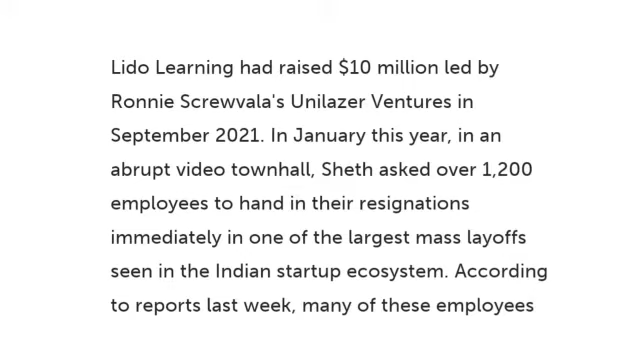 Lido Learning had raised $10 million led by
Ronnie Screwvala's Unilazer Ventures in
September 2021. In January this year, in an
abrupt video townhall, Sheth asked over 1,200
employees to hand in their resignations
immediately in one of the largest mass layoffs
seen in the Indian startup ecosystem. According
to reports last week, many of these employees